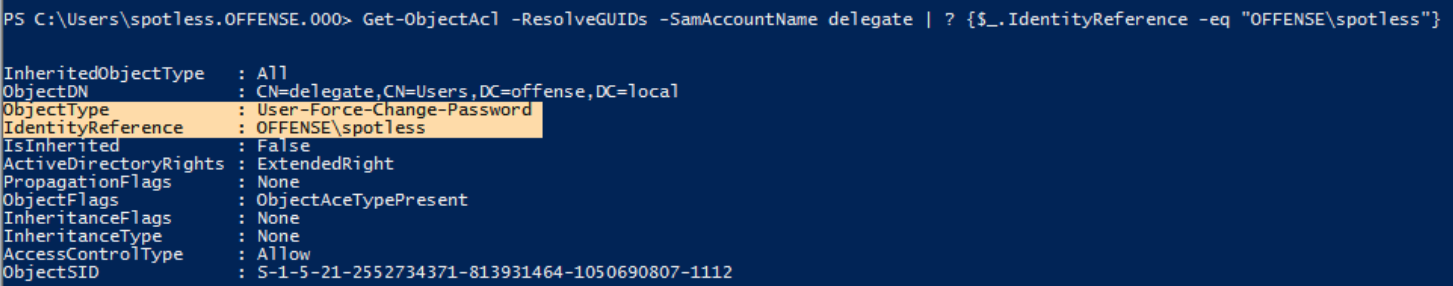 PS C:\Users\spotless.OFFENSE.000> Get-ObjectAcl -ResolveGUIDs -SamAccountName delegate | ? {$_.IdentityReference -eq "OFFENSE\spotless"}
InheritedObjectType : All
ObjectDN : CN=delegate,CN=Users,DC=offense,DC=local
ObjectType : User-Force-Change-Password
IdentityReference : OFFENSE\spotless
IsInherited : False
ActiveDirectoryRights : ExtendedRight
PropagationFlags : None
ObjectFlags : ObjectAceTypePresent
InheritanceFlags : None
InheritanceType : None
AccessControlType : Allow
ObjectSID : S-1-5-21-2552734371-813931464-1050690807-1112